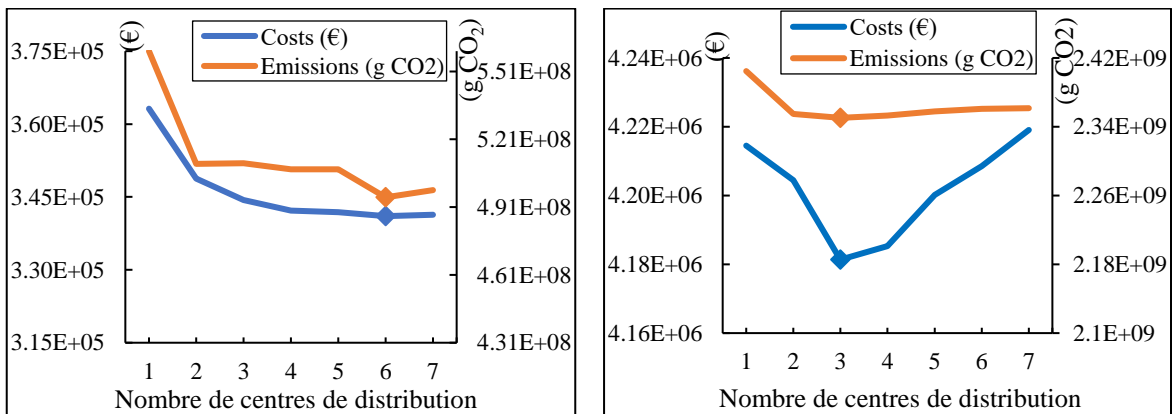 Costs (€)
Emissions (g CO2)
(€)
(g CO2)
3.75E+05
3.60E+05
3.45E+05
3.30E+05
3.15E+05
5.51E+08
5.21E+08
4.91E+08
4.61E+08
4.31E+08
1 2 3 4 5 6 7
Nombre de centres de distribution
Costs (€)
Emissions (g CO2)
(€)
(g CO2)
4.24E+06
4.22E+06
4.20E+06
4.18E+06
4.16E+06
2.42E+09
2.34E+09
2.26E+09
2.18E+09
2.1E+09
1 2 3 4 5 6 7
Nombre de centres de distribution